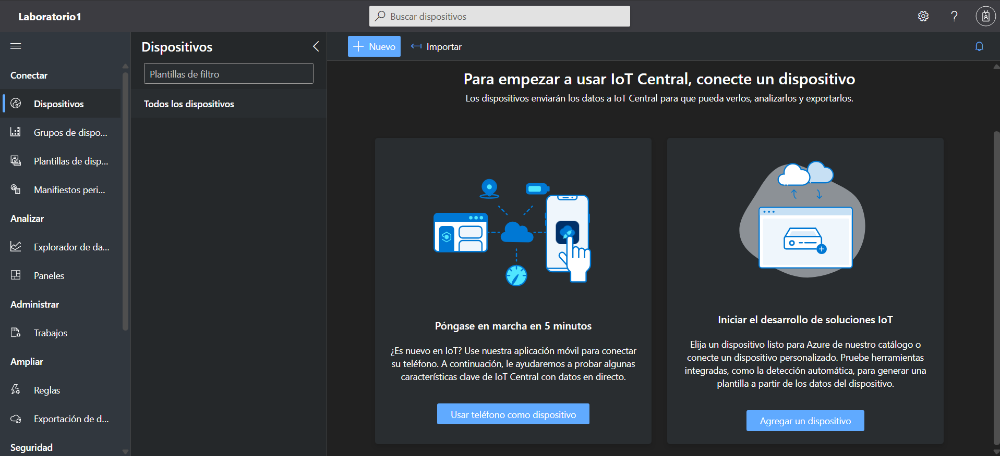 Laboratorio1
Buscar dispositivos
?
Conectar
Dispositivos
Grupos de dispo...
Plantillas de disp...
Manifiestos peri...
Analizar
Explorador de da...
Paneles
Administrar
Trabajos
Ampliar
Reglas
Exportación de d...
Seguridad
Dispositivos
Plantillas de filtro
Todos los dispositivos
Nuevo
Importar
Para empezar a usar IoT Central, conecte un dispositivo
Los dispositivos enviarán los datos a IoT Central para que pueda verlos, analizarlos y exportarlos.
Póngase en marcha en 5 minutos
¿Es nuevo en IoT? Use nuestra aplicación móvil para conectar
su teléfono. A continuación, le ayudaremos a probar algunas
características clave de IoT Central con datos en directo.
Usar teléfono como dispositivo
Iniciar el desarrollo de soluciones IoT
Elija un dispositivo listo para Azure de nuestro catálogo o
conecte un dispositivo personalizado. Pruebe herramientas
integradas, como la detección automática, para generar una
plantilla a partir de los datos del dispositivo.
Agregar un dispositivo